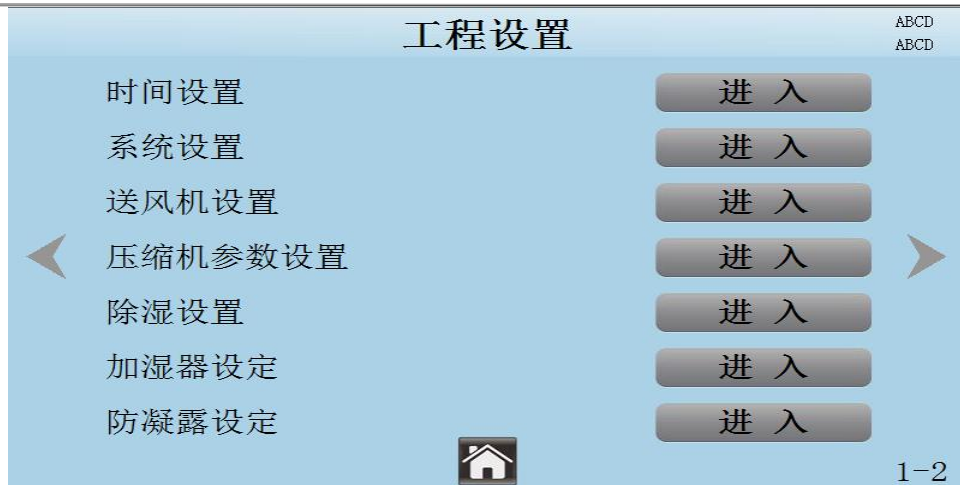 工程设置
ABCD
ABCD
时间设置 进 入
系统设置 进 入
送风机设置 进 入
压缩机参数设置 进 入
除湿设置 进 入
加湿器设定 进 入
防凝露设定 进 入
1-2